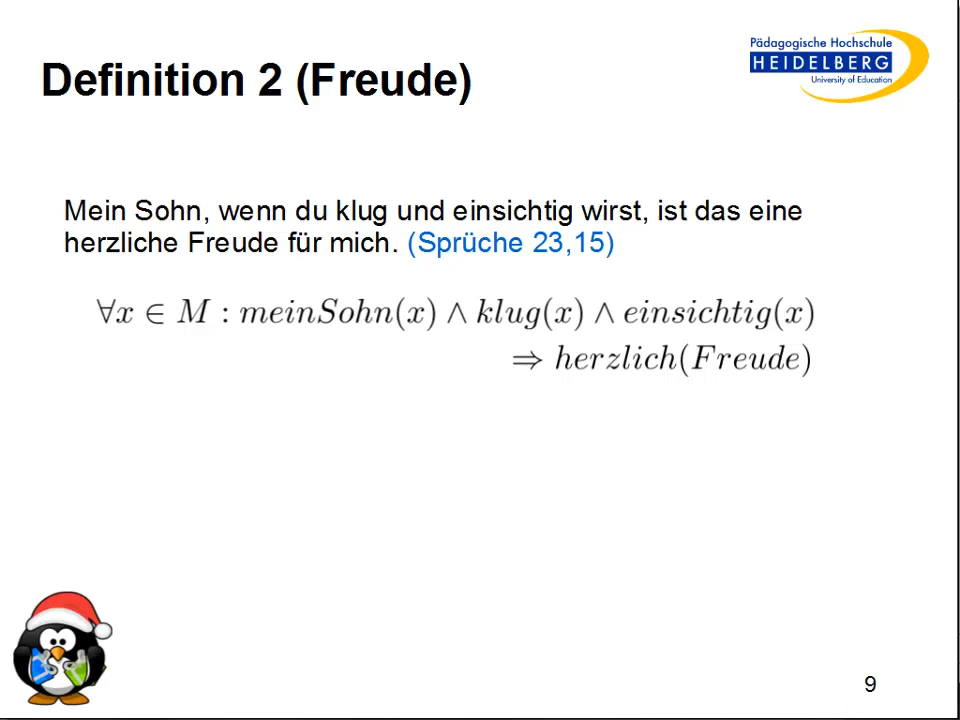 Pädagogische Hochschule
HEIDELBERG
University of Education
Definition 2 (Freude)
Mein Sohn, wenn du klug und einsichtig wirst, ist das eine
herzliche Freude für mich. (Sprüche 23,15)
∀x ∈ M : meinSohn(x) ∧ klug(x) ∧ einsichtig(x)
⇒ herzlich(Freude)
9